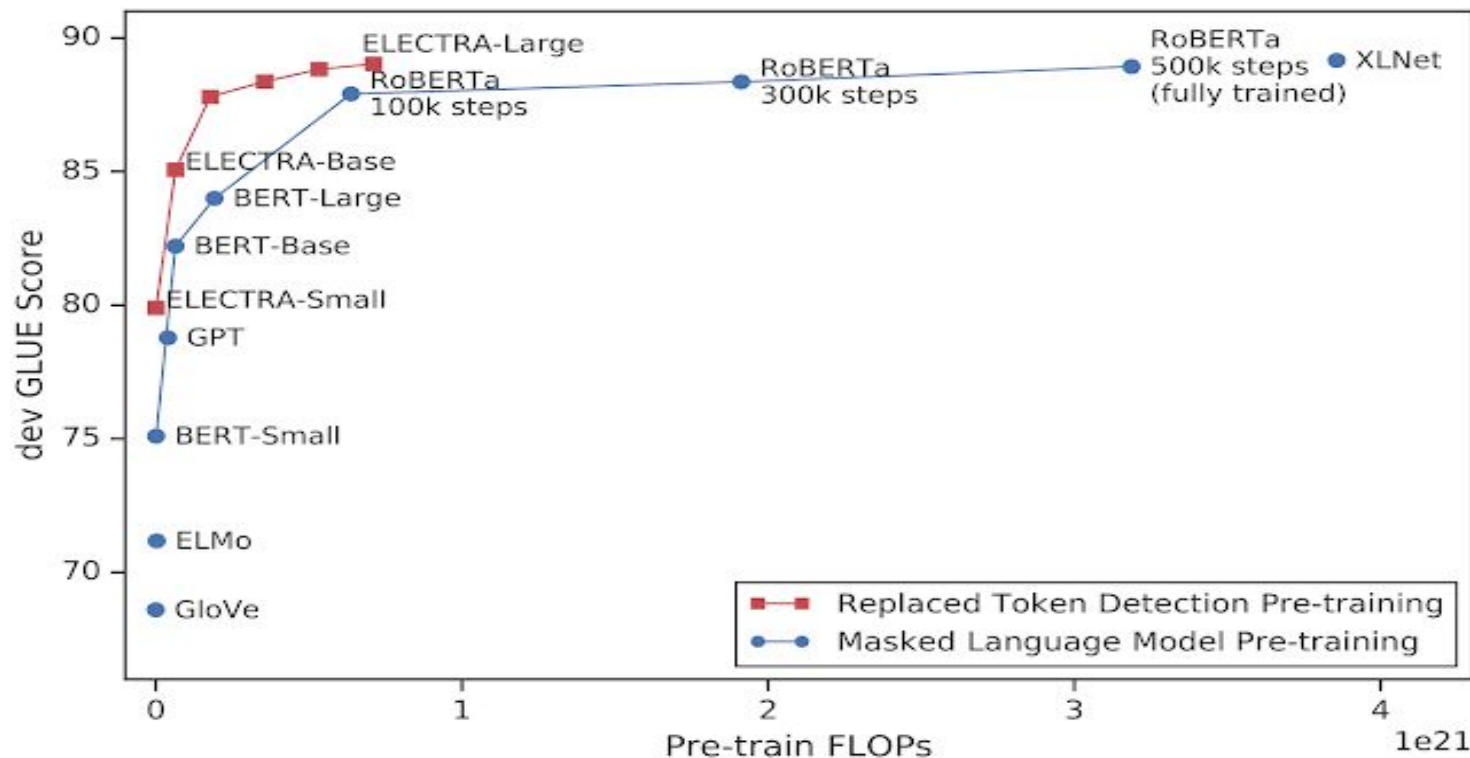 90
85
80
75
70
dev GLUE Score
ELECTRA-Large
RoBERTa
100k steps
RoBERTa
300k steps
RoBERTa
500k steps
(fully trained)
XLNet
ELECTRA-Base
BERT-Large
BERT-Base
ELECTRA-Small
GPT
BERT-Small
ELMo
GloVe
Replaced Token Detection Pre-training
Masked Language Model Pre-training
0 1 2 3 4
1e21
Pre-train FLOPs